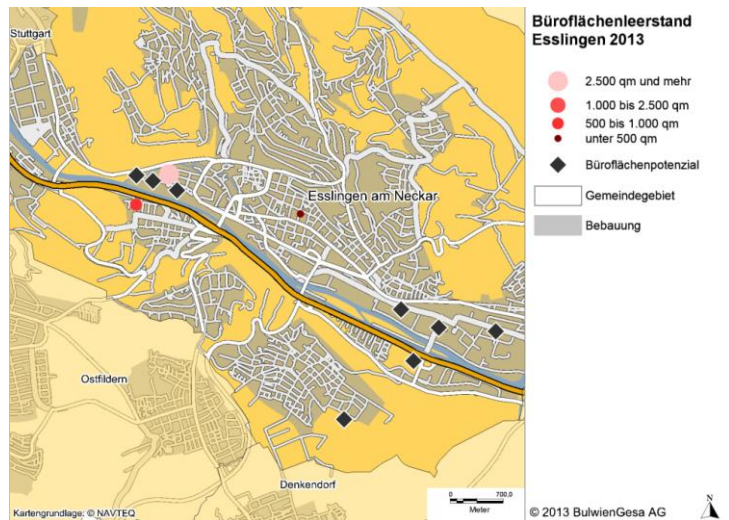 Stuttgart
Esslingen am Neckar
Ostfildern
Denkendorf
0 700,0
Meter
Kartengrundlage: © NAVTEQ
Büroflächenleerstand
Esslingen 2013
2.500 qm und mehr
1.000 bis 2.500 qm
500 bis 1.000 qm
unter 500 qm
Büroflächenpotenzial
Gemeindegebiet
Bebauung
© 2013 BulwienGesa AG
N